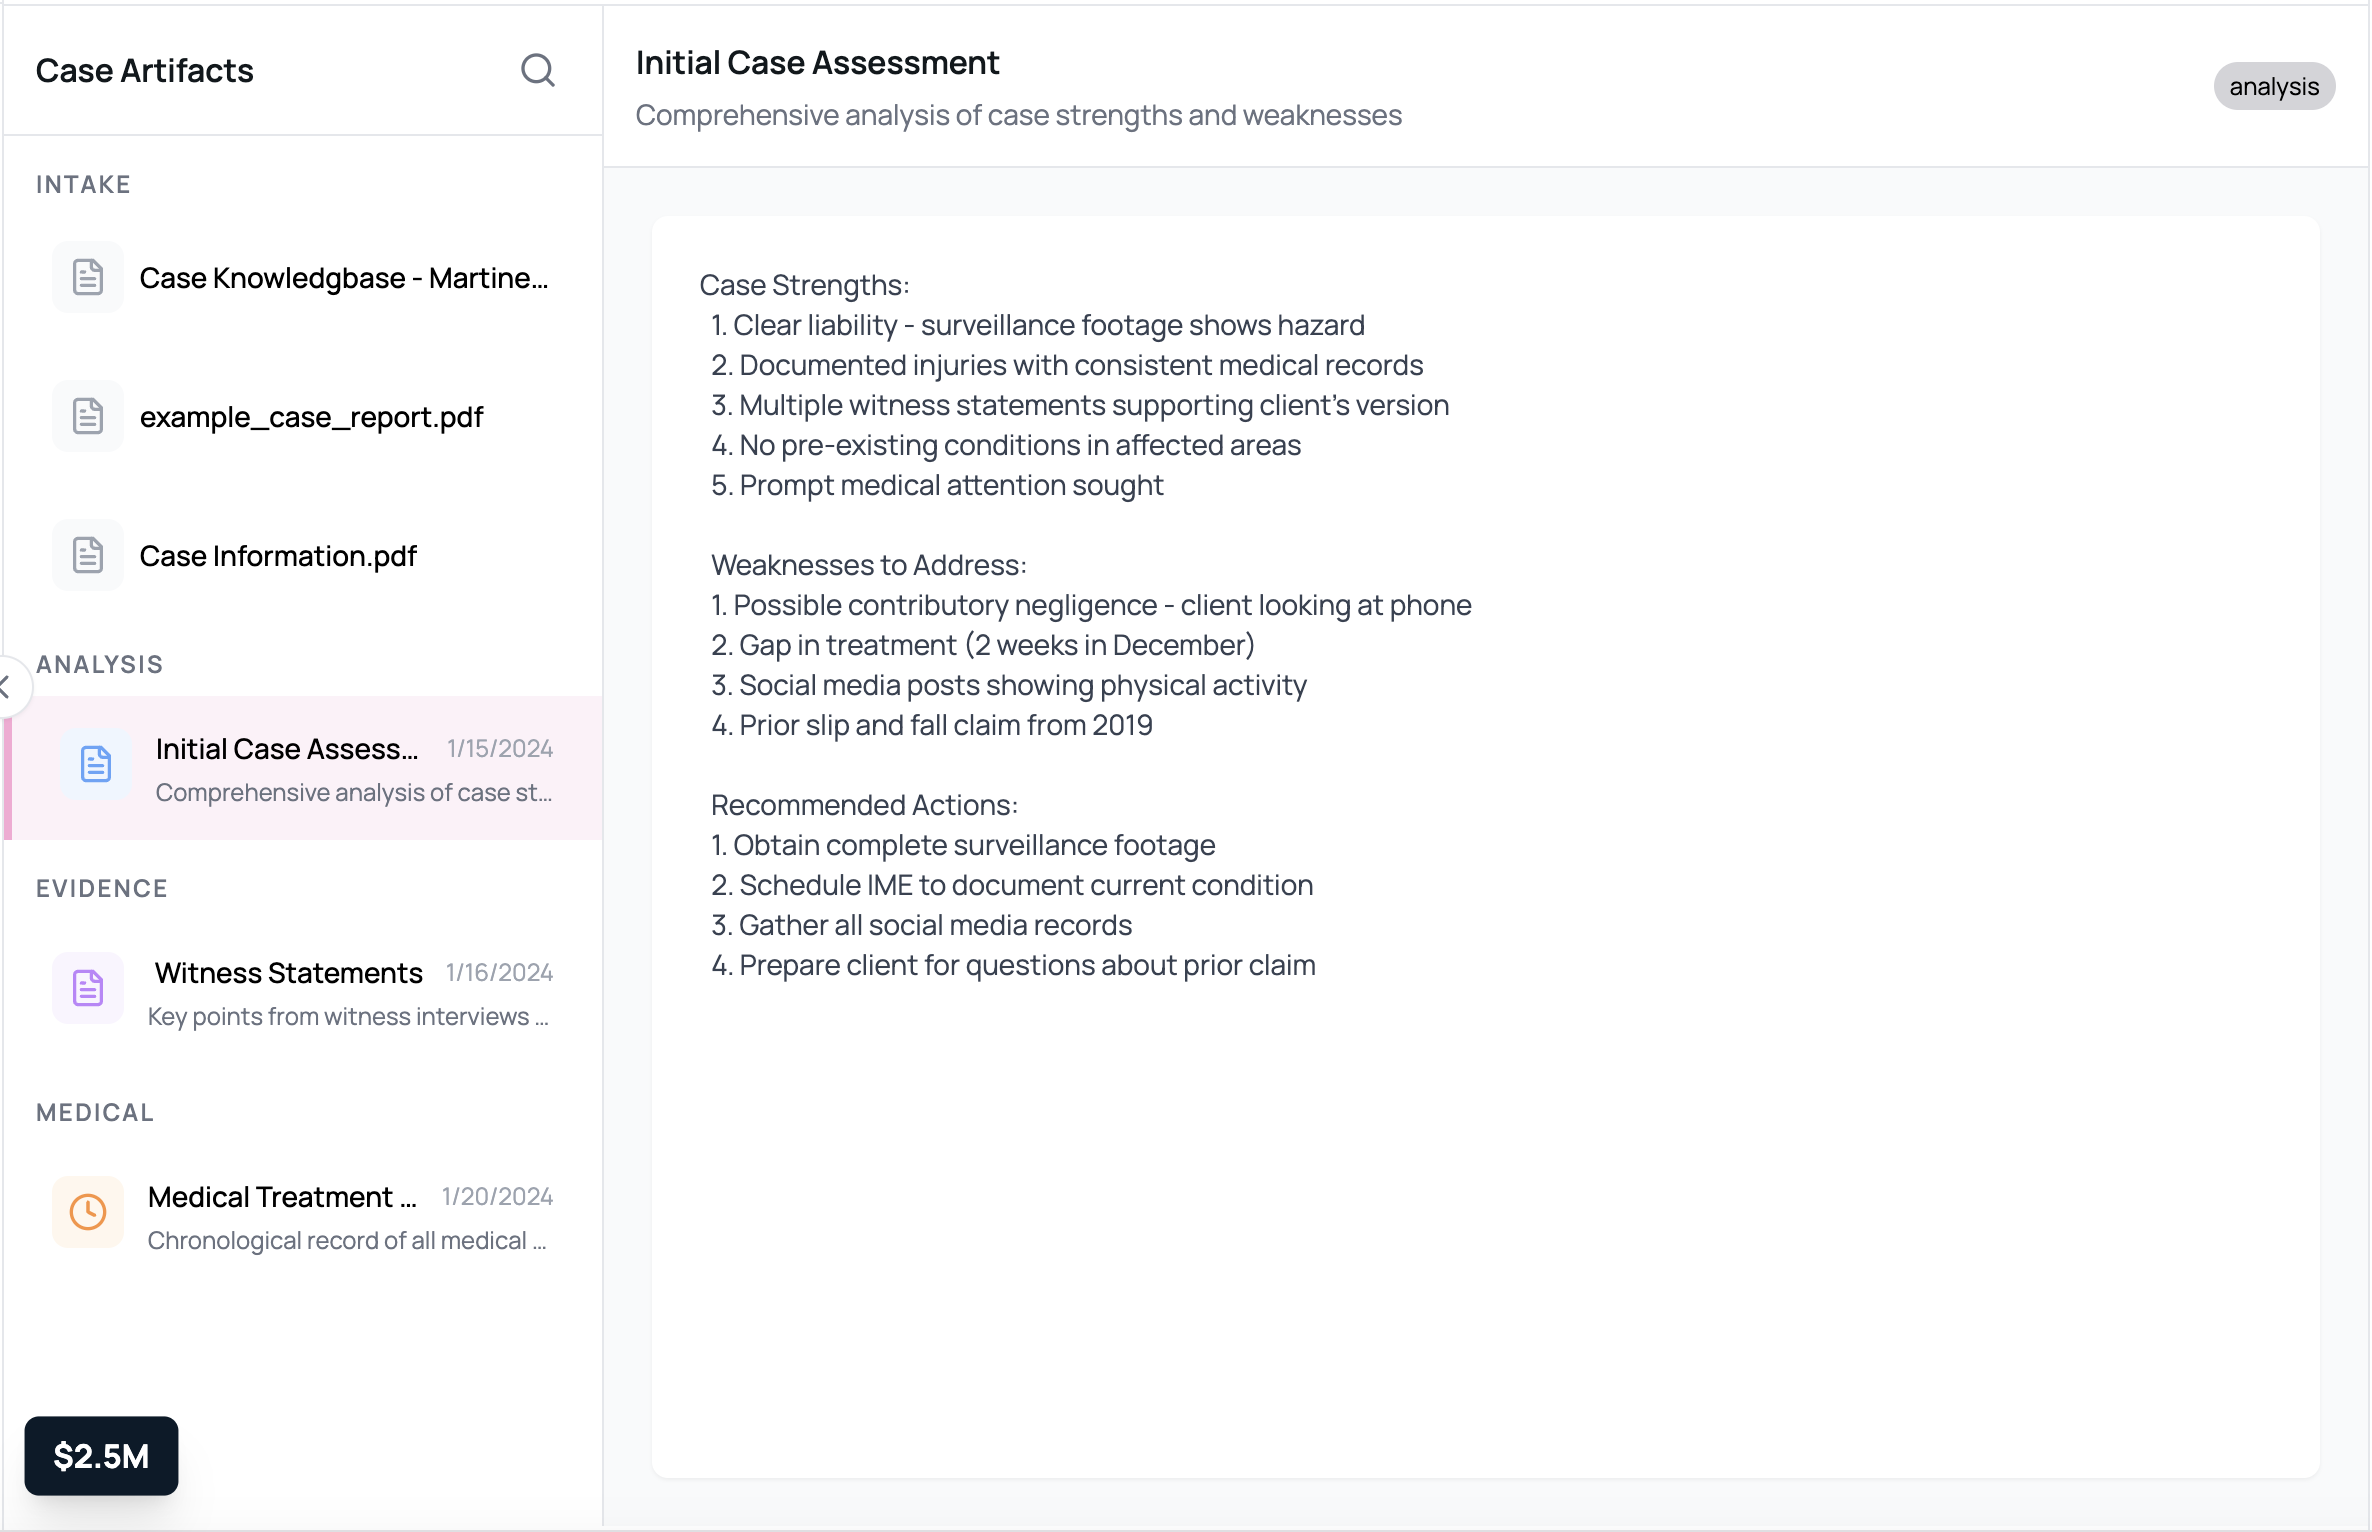 Case Artifacts
INTAKE
Case Knowledgbase - Martine...
example_case_report.pdf
Case Information.pdf
ANALYSIS
Initial Case Assess... 1/15/2024
Comprehensive analysis of case st...
EVIDENCE
Witness Statements 1/16/2024
Key points from witness interviews ...
MEDICAL
Medical Treatment ... 1/20/2024
Chronological record of all medical ...
$2.5M
Initial Case Assessment
Comprehensive analysis of case strengths and weaknesses
analysis
Case Strengths:
1. Clear liability - surveillance footage shows hazard
2. Documented injuries with consistent medical records
3. Multiple witness statements supporting client's version
4. No pre-existing conditions in affected areas
5. Prompt medical attention sought
Weaknesses to Address:
1. Possible contributory negligence - client looking at phone
2. Gap in treatment (2 weeks in December)
3. Social media posts showing physical activity
4. Prior slip and fall claim from 2019
Recommended Actions:
1. Obtain complete surveillance footage
2. Schedule IME to document current condition
3. Gather all social media records
4. Prepare client for questions about prior claim